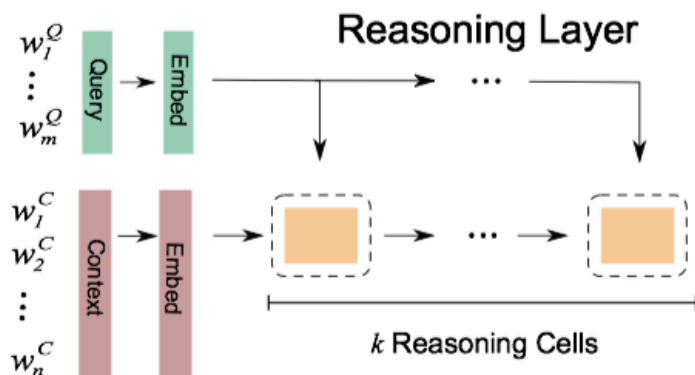 Reasoning Layer
w_1^Q
...
w_m^Q
Query
Embed
...
w_1^C
w_2^C
...
w_n^C
Context
Embed
...
k Reasoning Cells